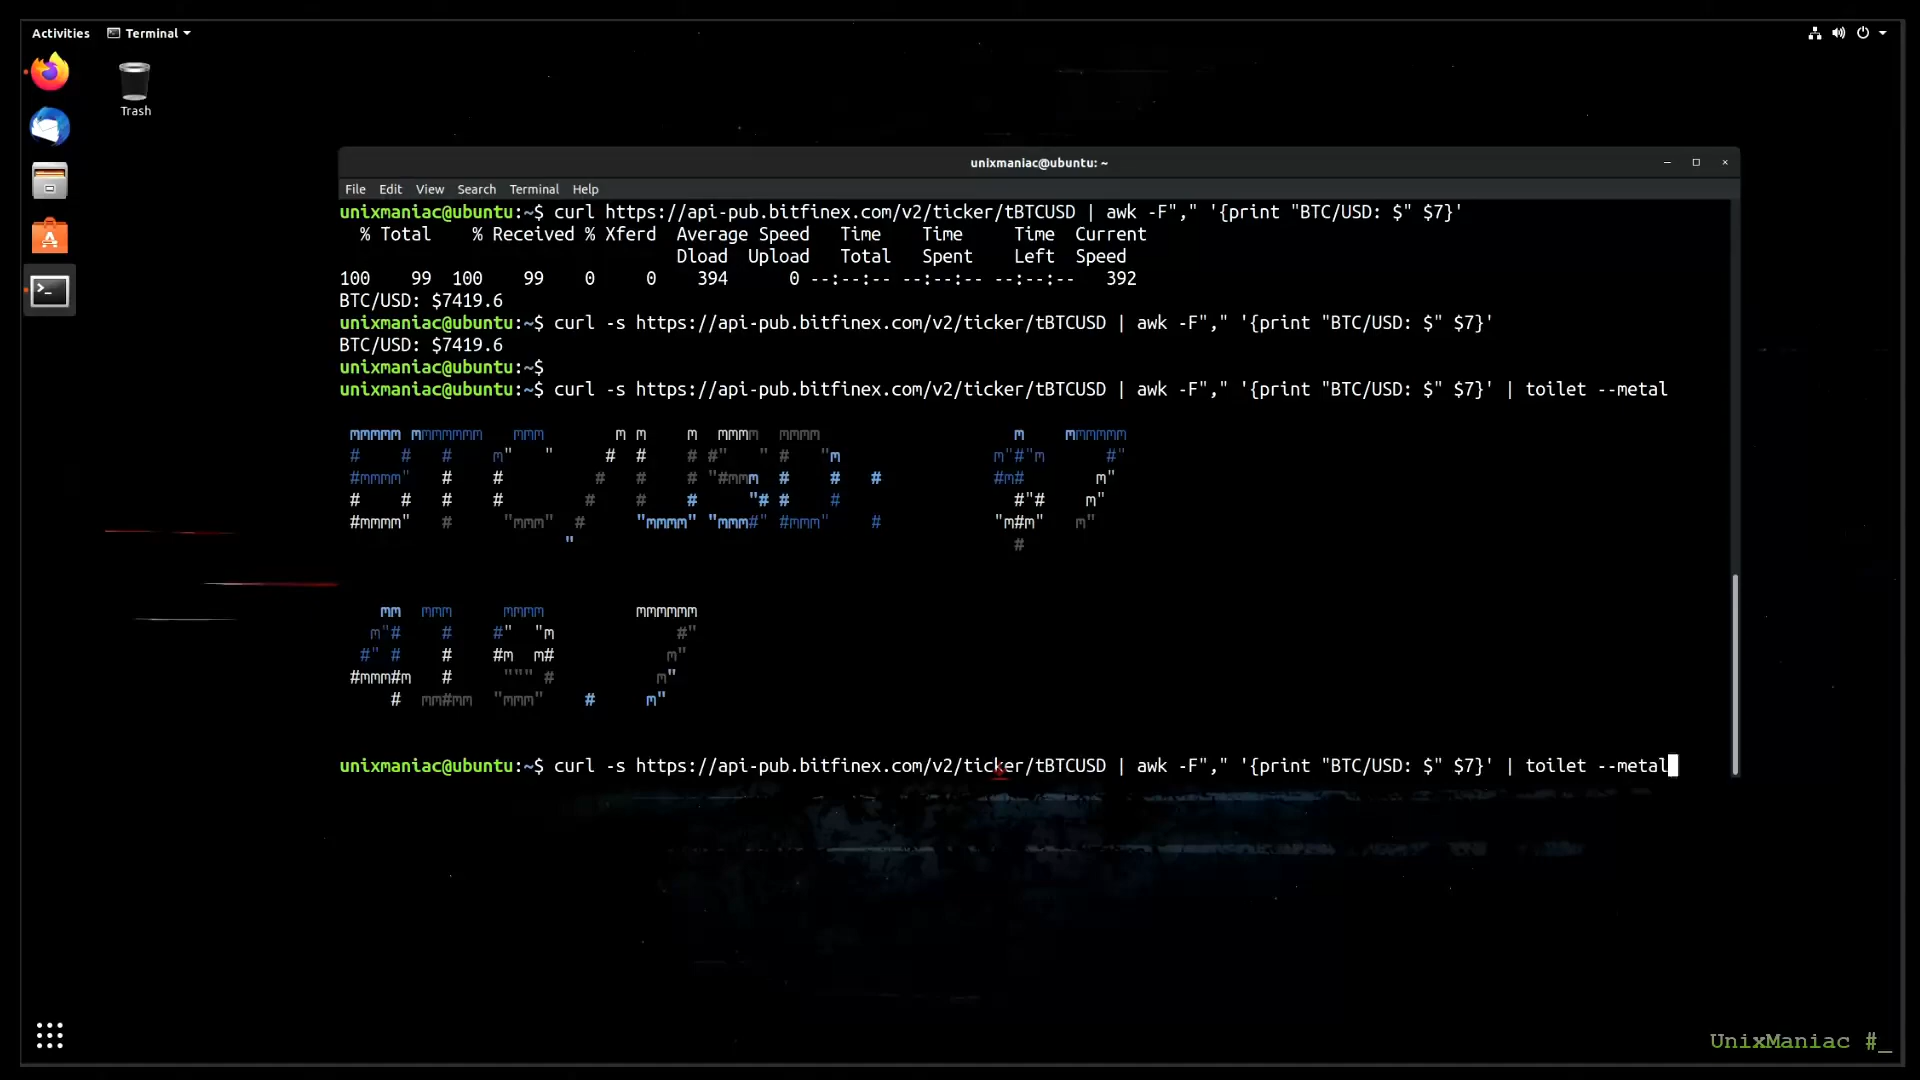 Activities Terminal
Trash
unixmaniac@ubuntu: ~
File Edit View Search Terminal Help
unixmaniac@ubuntu:~$ curl https://api-pub.bitfinex.com/v2/ticker/tBTCUSD | awk -F"," '{print "BTC/USD: $" $7}'
% Total % Received % Xferd Average Speed Time Time Time Current
Dload Upload Total Spent Left Speed
100 99 100 99 0 0 394 0 --:--:-- --:--:-- --:--:-- 392
BTC/USD: $7419.6
unixmaniac@ubuntu:~$ curl -s https://api-pub.bitfinex.com/v2/ticker/tBTCUSD | awk -F"," '{print "BTC/USD: $" $7}'
BTC/USD: $7419.6
unixmaniac@ubuntu:~$
unixmaniac@ubuntu:~$ curl -s https://api-pub.bitfinex.com/v2/ticker/tBTCUSD | awk -F"," '{print "BTC/USD: $" $7}' | toilet --metal
BTC/USD: $7
419.7
unixmaniac@ubuntu:~$ curl -s https://api-pub.bitfinex.com/v2/ticker/tBTCUSD | awk -F"," '{print "BTC/USD: $" $7}' | toilet --metal
UnixManiac #_